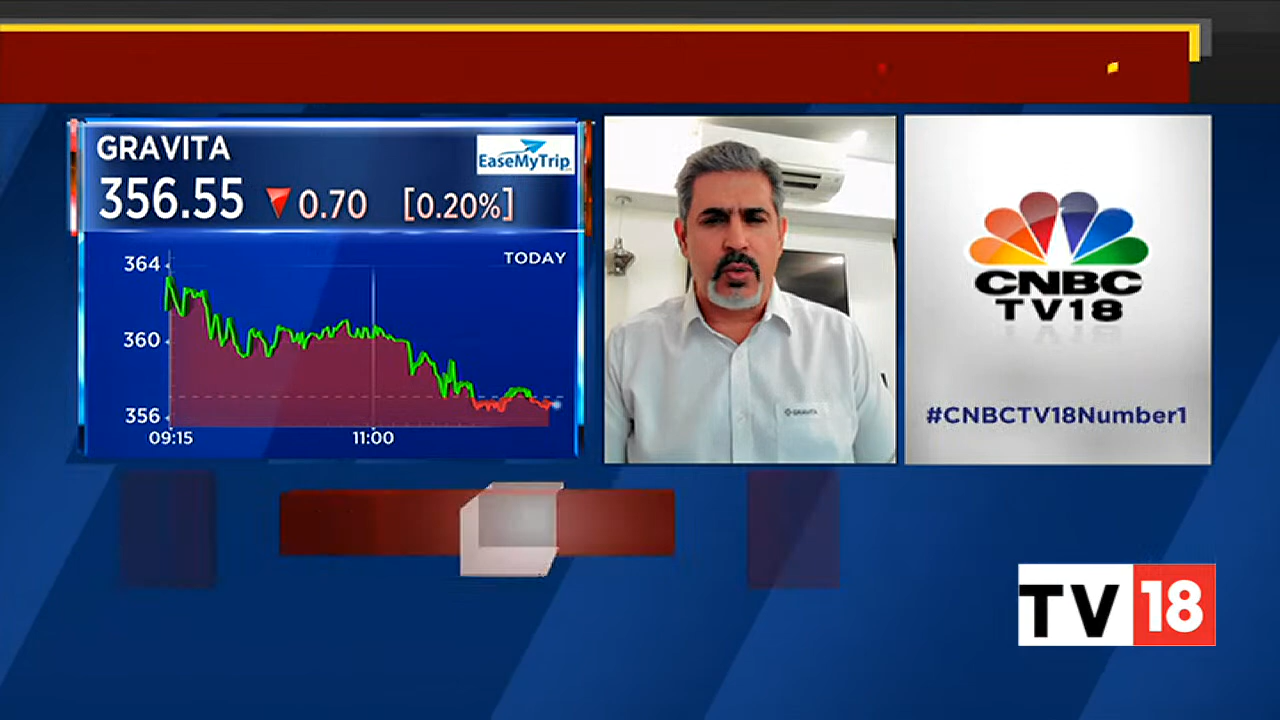 GRAVITA
EaseMyTrip
356.55 ▼ 0.70 [0.20%]
TODAY
364
360
356
09:15 11:00
GRAVITA
CNBC
TV18
#CNBCTV18Number1
TV18